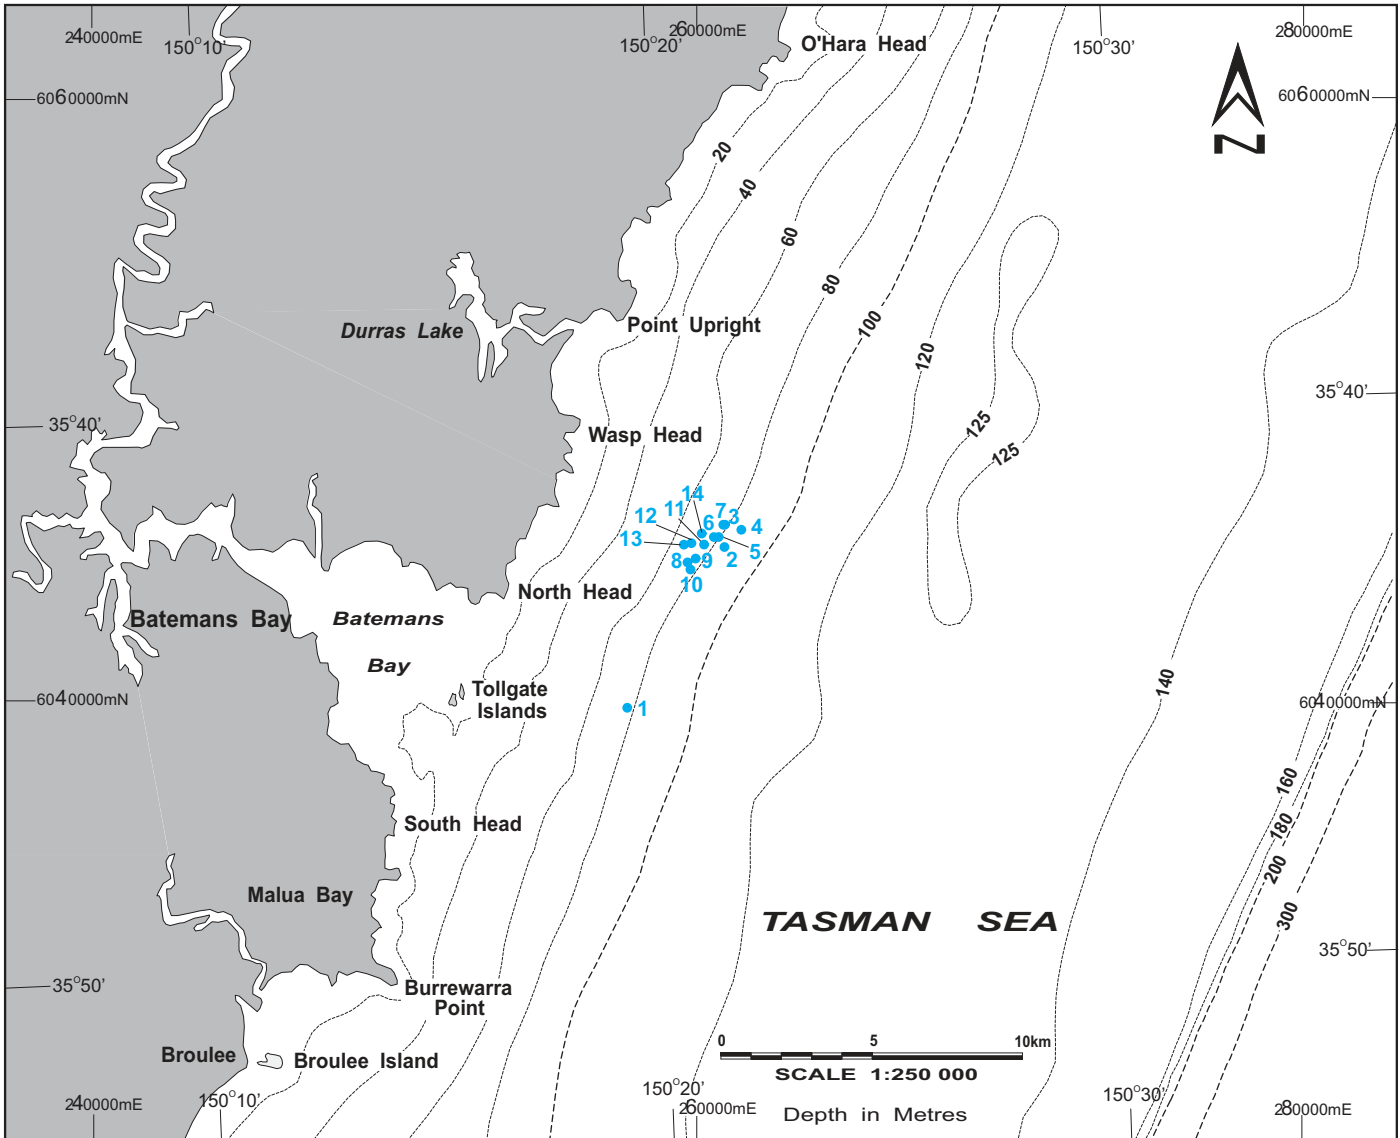 240000mE
150°10'
150°20'
260000mE
150°30'
280000mE
O'Hara Head
6060000mN
6060000mN
N
20
40
60
80
100
120
Point Upright
Durras Lake
35°40'
35°40'
125
125
Wasp Head
14
11
12
13
6
7
3
4
5
2
9
8
10
North Head
Batemans Bay
Batemans
Bay
Tollgate
Islands
6040000mN
6040000mN
1
140
160
180
200
300
South Head
Malua Bay
TASMAN SEA
35°50'
35°50'
Burrewarra
Point
Broulee
Broulee Island
0 5 10km
SCALE 1:250 000
Depth in Metres
240000mE
150°10'
150°20'
260000mE
150°30'
280000mE